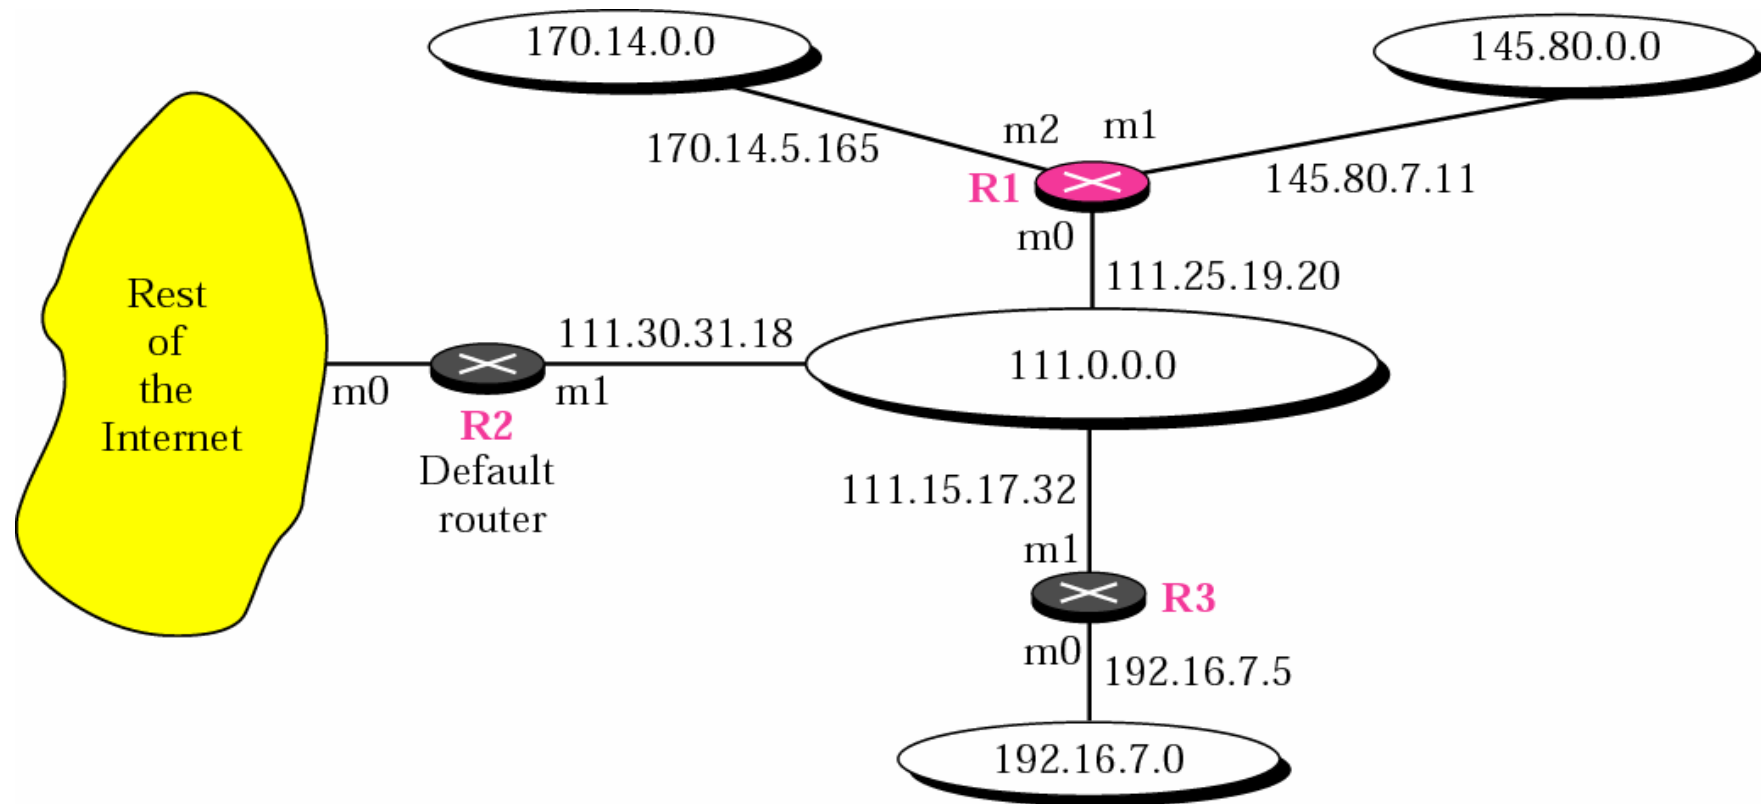 170.14.0.0
145.80.0.0
m2
m1
170.14.5.165
R1
145.80.7.11
m0
111.25.19.20
Rest
of
the
Internet
111.30.31.18
111.0.0.0
m0
m1
R2
Default
router
111.15.17.32
m1
R3
m0
192.16.7.5
192.16.7.0